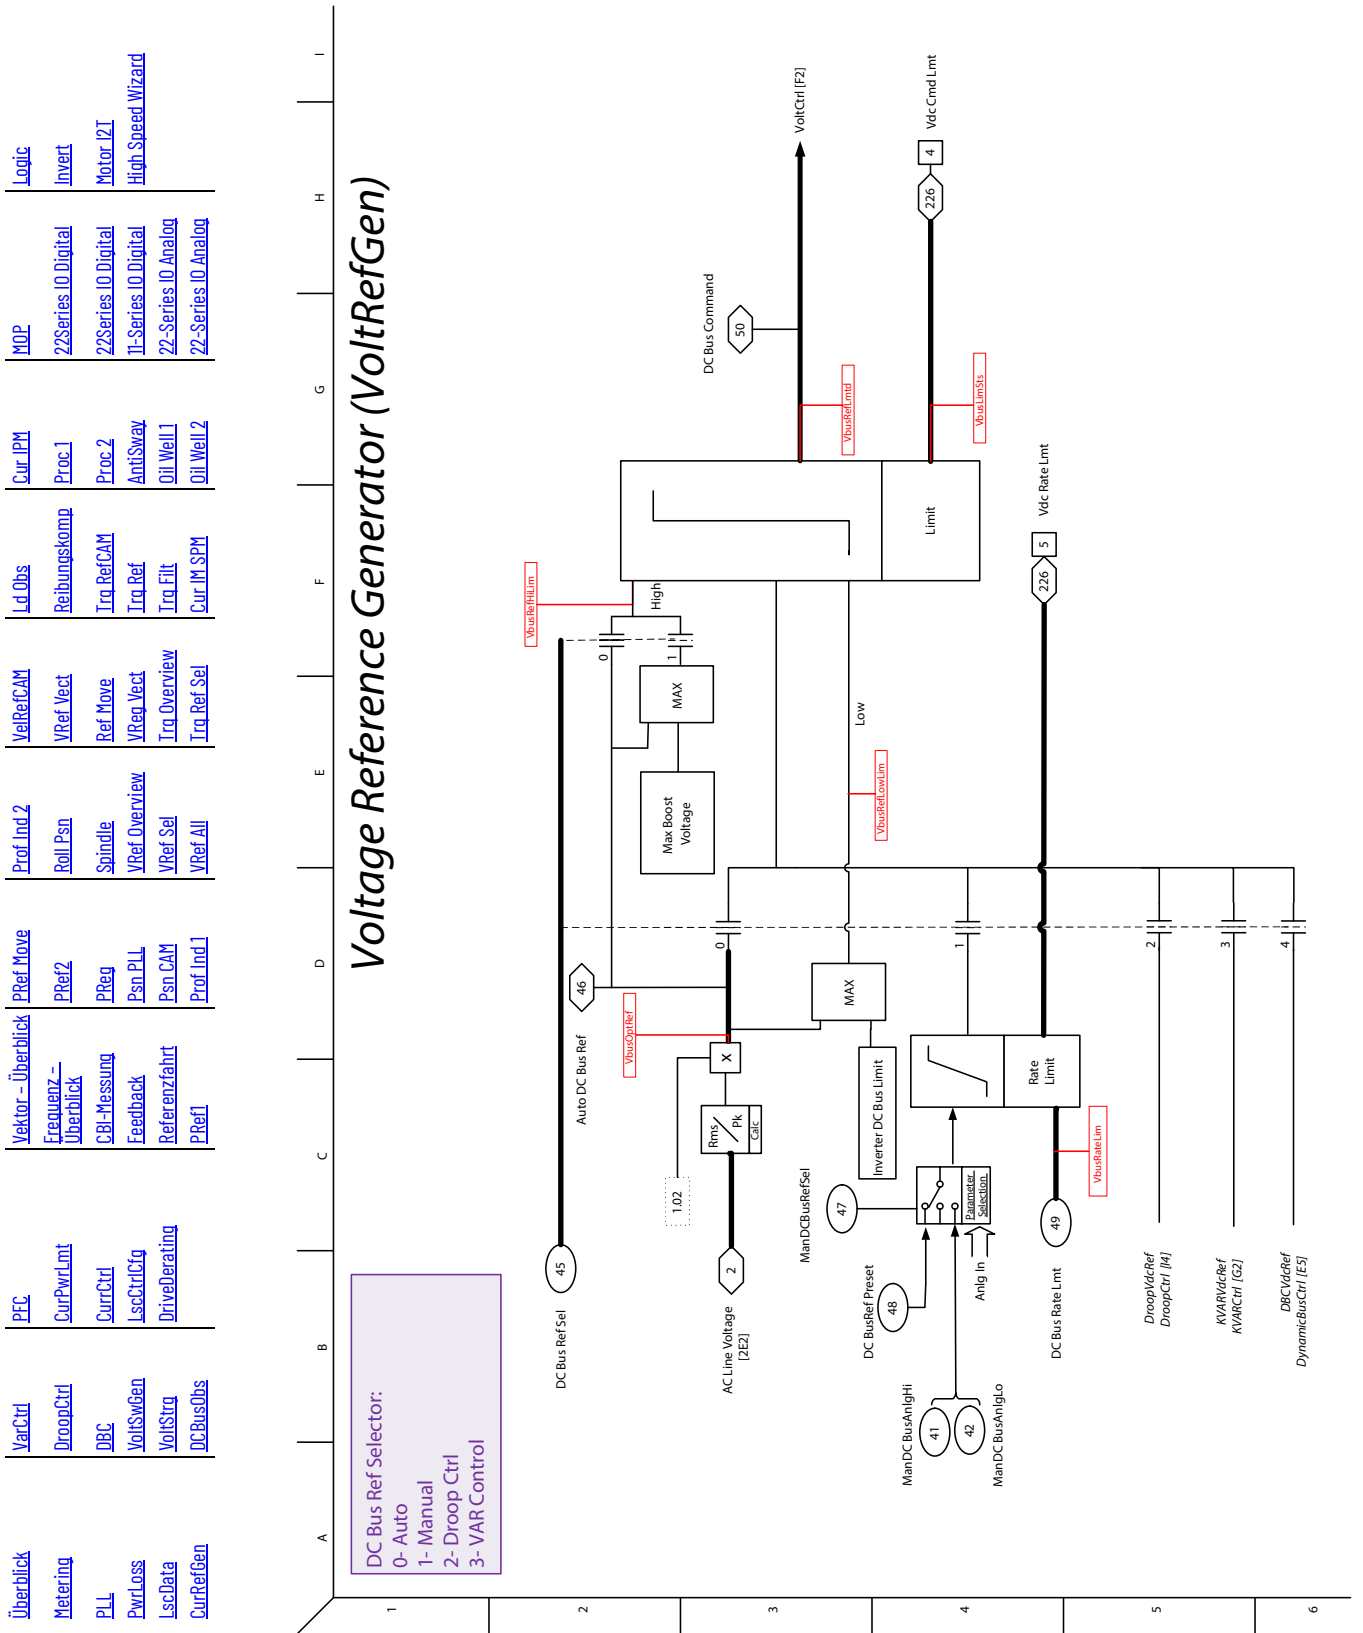 Überblick
Metering
PLL
PwrLoss
LscData
CurRefGen
VarCtrl
DroopCtrl
DBC
VoltSwGen
VoltStrg
DCBusObs
PFC
CurPwrLmt
CurrCtrl
LscCtrlCfg
DriveDerating
Vektor – Überblick
Frequenz –
Überblick
CBI-Messung
Feedback
Referenzfahrt
PRef1
PRef Move
PRef2
PReg
Psn PLL
Psn CAM
Prof Ind 1
Prof Ind 2
Roll Psn
Spindle
VRef Overview
VRef Sel
VRef All
VelRefCAM
VRef Vect
Ref Move
VReg Vect
Trq Overview
Trq Ref Sel
Ld Obs
Reibungskomp
Trq RefCAM
Trq Ref
Trq Filt
Cur IM SPM
Cur IPM
Proc 1
Proc 2
AntiSway
Oil Well 1
Oil Well 2
MOP
22Series IO Digital
22Series IO Digital
11-Series IO Digital
22-Series IO Analog
22-Series IO Analog
Logic
Invert
Motor I2T
High Speed Wizard
A
B
C
D
E
F
G
H
I
1
2
3
4
5
6
Voltage Reference Generator (VoltRefGen)
DC Bus Ref Selector:
0- Auto
1- Manual
2- Droop Ctrl
3- VAR Control
DC Bus Ref Sel
45
Auto DC Bus Ref
46
VbusOptRef
1.02
X
AC Line Voltage
[2E2]
2
Rms
Pk
Calc
Max Boost
Voltage
MAX
0
1
VbusRefHiLim
High
0
MAX
Inverter DC Bus Limit
VbusRefLowLim
Low
Limit
DC Bus Command
50
VbusRefLmtd
VoltCtrl [F2]
VbusLimSts
226
4
Vdc Cmd Lmt
ManDCBusRefSel
47
DC BusRef Preset
48
ManDC BusAnlgHi
41
42
ManDC BusAnlgLo
Parameter
Selection
Anlg In
Rate
Limit
1
DC Bus Rate Lmt
49
VbusRateLim
226
5
Vdc Rate Lmt
DroopVdcRef
DroopCtrl [I4]
2
KVARVdcRef
KVARCtrl [G2]
3
DBCVdcRef
DynamicBusCtrl [E5]
4